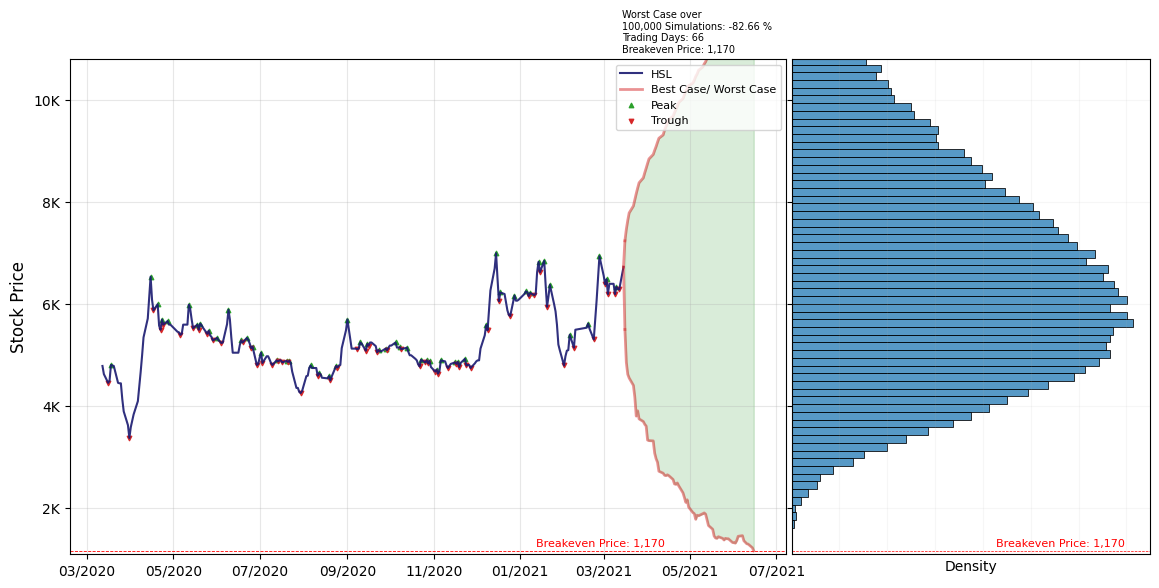 Worst Case over
100,000 Simulations: -82.66 %
Trading Days: 66
Breakeven Price: 1,170
HSL
Best Case/ Worst Case
Peak
Trough
10K
8K
6K
4K
2K
Stock Price
Breakeven Price: 1,170
Breakeven Price: 1,170
03/2020 05/2020 07/2020 09/2020 11/2020 01/2021 03/2021 05/2021 07/2021
Density